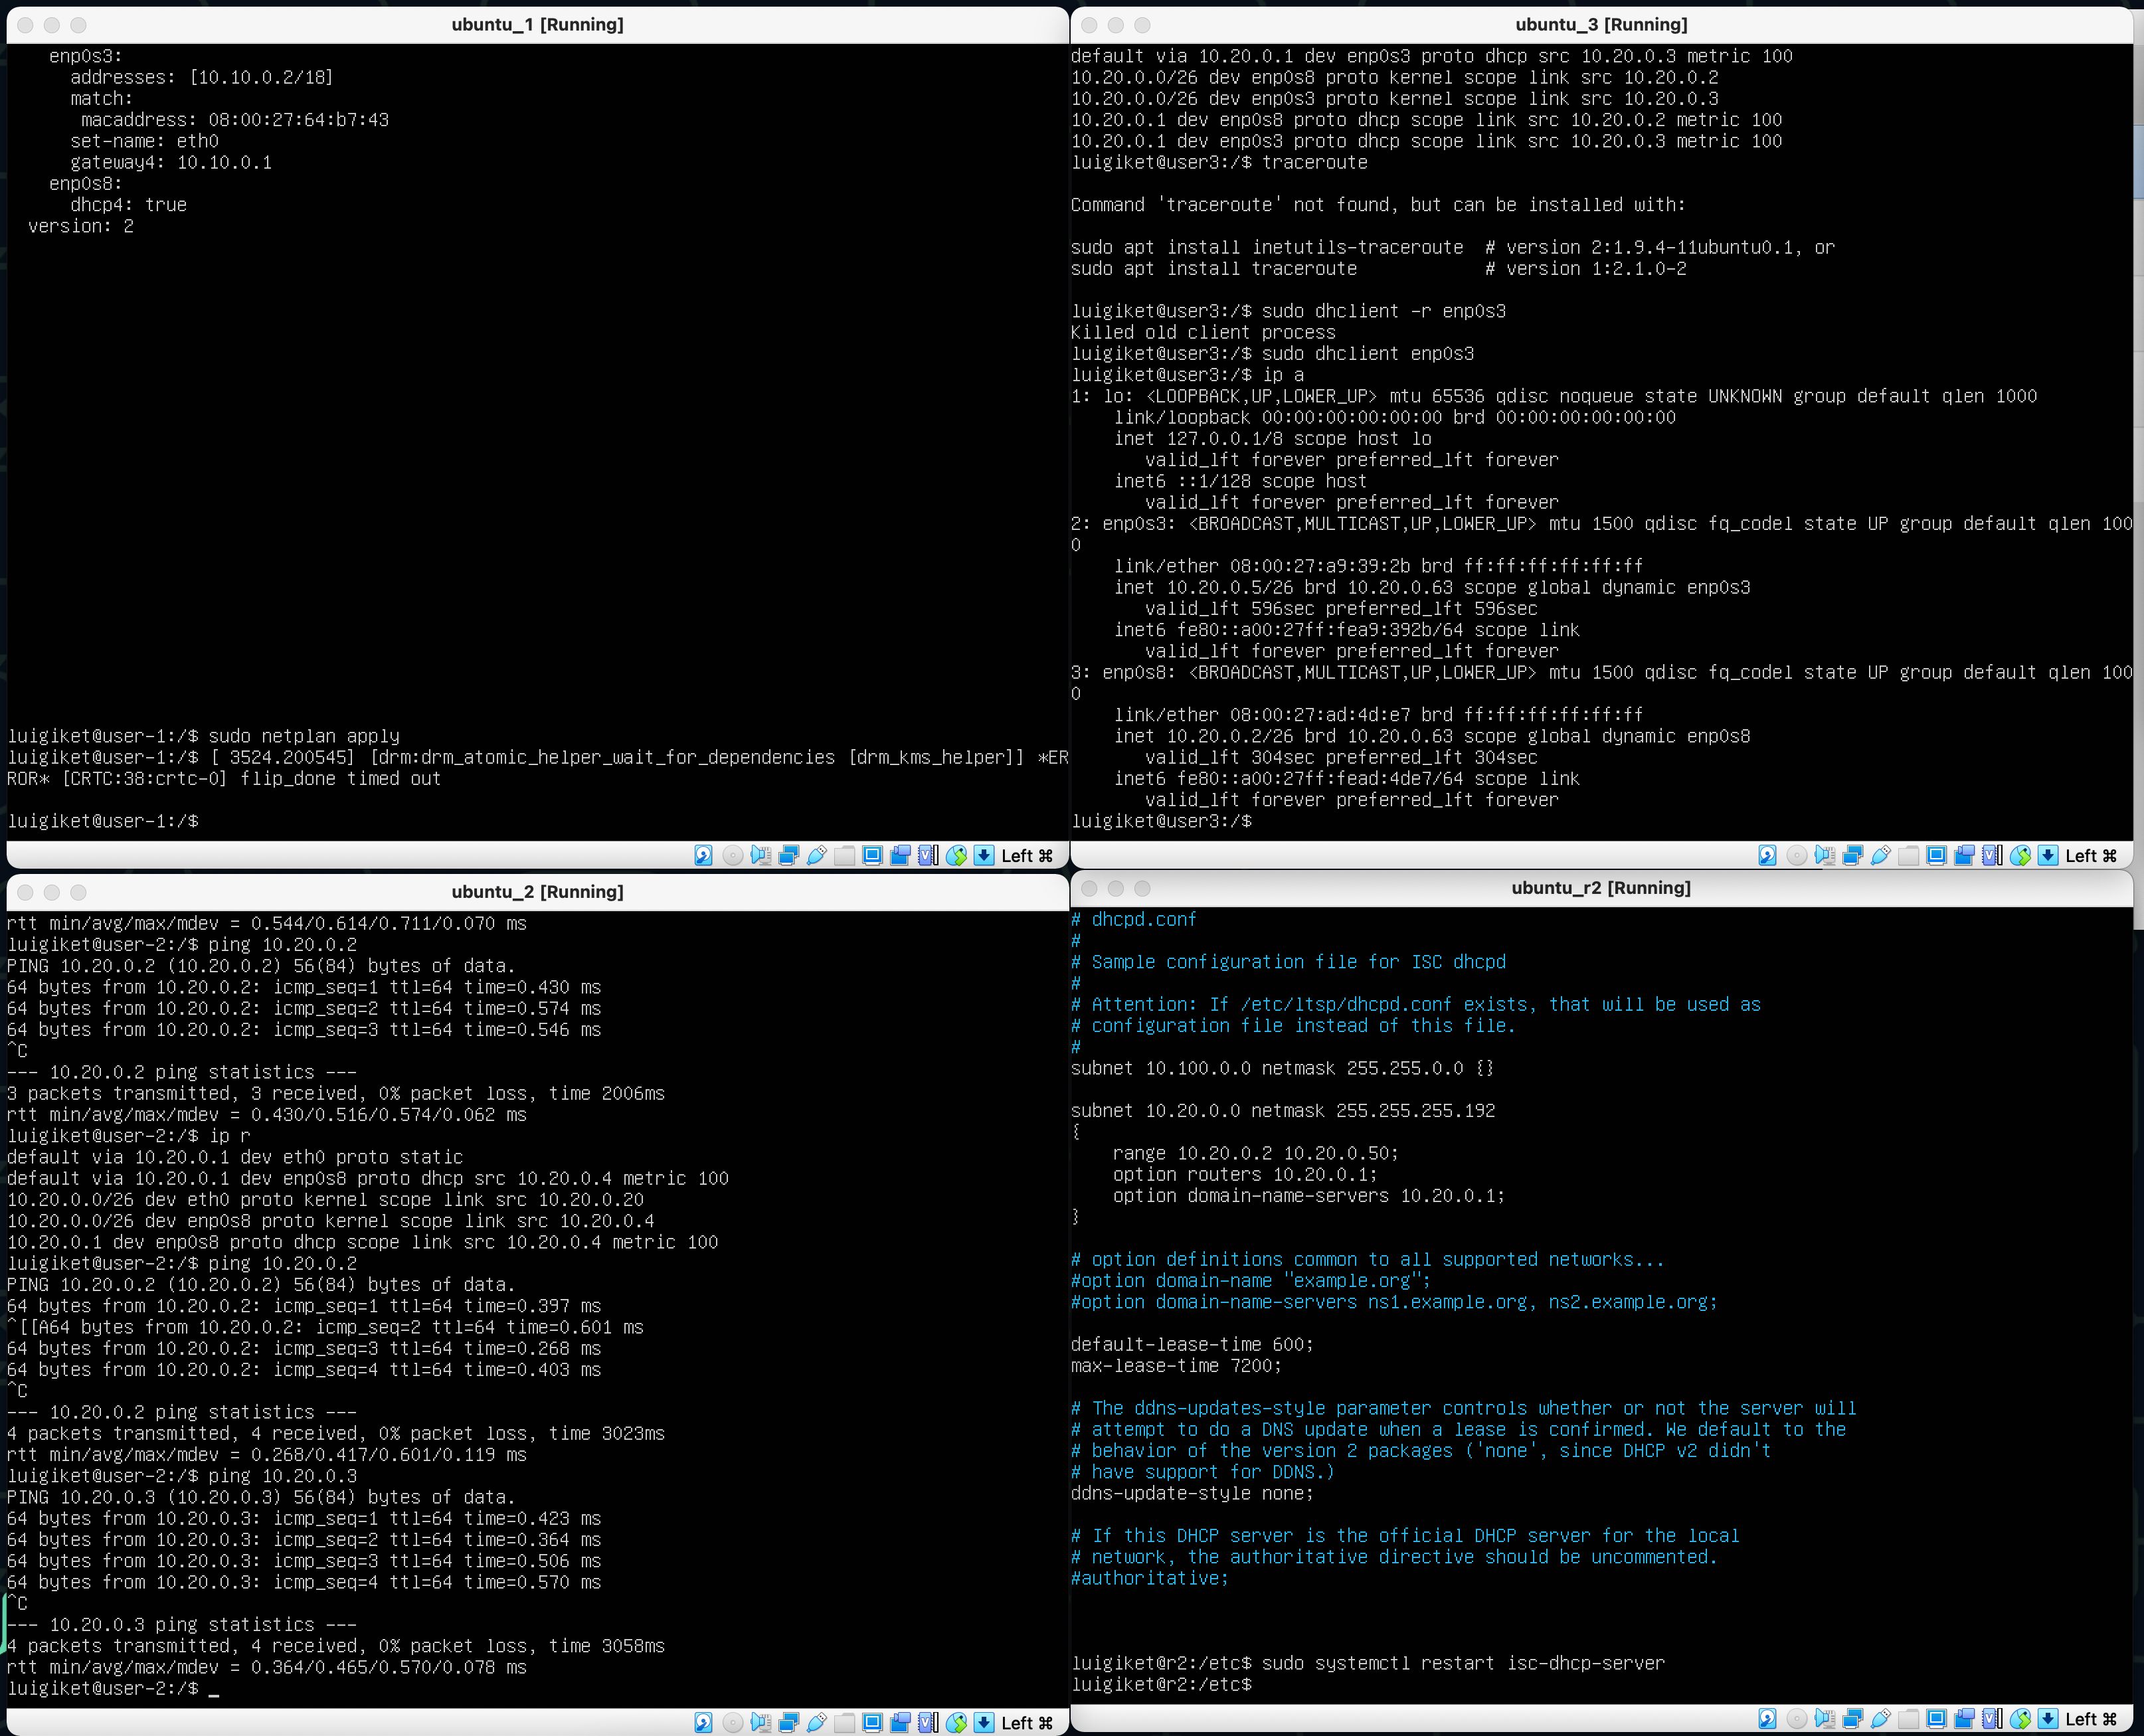 ubuntu_1 [Running]
    enp0s3:
      addresses: [10.10.0.2/18]
      match:
       macaddress: 08:00:27:64:b7:43
      set-name: eth0
      gateway4: 10.10.0.1
    enp0s8:
      dhcp4: true
  version: 2
luigiket@user-1:/$ sudo netplan apply
luigiket@user-1:/$ [ 3524.200545] [drm:drm_atomic_helper_wait_for_dependencies [drm_kms_helper]] *ER
ROR* [CRTC:38:crtc-0] flip_done timed out
luigiket@user-1:/$
Left ⌘
ubuntu_3 [Running]
default via 10.20.0.1 dev enp0s3 proto dhcp src 10.20.0.3 metric 100
10.20.0.0/26 dev enp0s8 proto kernel scope link src 10.20.0.2
10.20.0.0/26 dev enp0s3 proto kernel scope link src 10.20.0.3
10.20.0.1 dev enp0s8 proto dhcp scope link src 10.20.0.2 metric 100
10.20.0.1 dev enp0s3 proto dhcp scope link src 10.20.0.3 metric 100
luigiket@user3:/$ traceroute
Command 'traceroute' not found, but can be installed with:
sudo apt install inetutils-traceroute  # version 2:1.9.4-11ubuntu0.1, or
sudo apt install traceroute            # version 1:2.1.0-2
luigiket@user3:/$ sudo dhclient -r enp0s3
Killed old client process
luigiket@user3:/$ sudo dhclient enp0s3
luigiket@user3:/$ ip a
1: lo: <LOOPBACK,UP,LOWER_UP> mtu 65536 qdisc noqueue state UNKNOWN group default qlen 1000
    link/loopback 00:00:00:00:00:00 brd 00:00:00:00:00:00
    inet 127.0.0.1/8 scope host lo
       valid_lft forever preferred_lft forever
    inet6 ::1/128 scope host
       valid_lft forever preferred_lft forever
2: enp0s3: <BROADCAST,MULTICAST,UP,LOWER_UP> mtu 1500 qdisc fq_codel state UP group default qlen 100
0
    link/ether 08:00:27:a9:39:2b brd ff:ff:ff:ff:ff:ff
    inet 10.20.0.5/26 brd 10.20.0.63 scope global dynamic enp0s3
       valid_lft 596sec preferred_lft 596sec
    inet6 fe80::a00:27ff:fea9:392b/64 scope link
       valid_lft forever preferred_lft forever
3: enp0s8: <BROADCAST,MULTICAST,UP,LOWER_UP> mtu 1500 qdisc fq_codel state UP group default qlen 100
0
    link/ether 08:00:27:ad:4d:e7 brd ff:ff:ff:ff:ff:ff
    inet 10.20.0.2/26 brd 10.20.0.63 scope global dynamic enp0s8
       valid_lft 304sec preferred_lft 304sec
    inet6 fe80::a00:27ff:fead:4de7/64 scope link
       valid_lft forever preferred_lft forever
luigiket@user3:/$
Left ⌘
ubuntu_2 [Running]
rtt min/avg/max/mdev = 0.544/0.614/0.711/0.070 ms
luigiket@user-2:/$ ping 10.20.0.2
PING 10.20.0.2 (10.20.0.2) 56(84) bytes of data.
64 bytes from 10.20.0.2: icmp_seq=1 ttl=64 time=0.430 ms
64 bytes from 10.20.0.2: icmp_seq=2 ttl=64 time=0.574 ms
64 bytes from 10.20.0.2: icmp_seq=3 ttl=64 time=0.546 ms
^C
--- 10.20.0.2 ping statistics ---
3 packets transmitted, 3 received, 0% packet loss, time 2006ms
rtt min/avg/max/mdev = 0.430/0.516/0.574/0.062 ms
luigiket@user-2:/$ ip r
default via 10.20.0.1 dev eth0 proto static
default via 10.20.0.1 dev enp0s8 proto dhcp src 10.20.0.4 metric 100
10.20.0.0/26 dev eth0 proto kernel scope link src 10.20.0.20
10.20.0.0/26 dev enp0s8 proto kernel scope link src 10.20.0.4
10.20.0.1 dev enp0s8 proto dhcp scope link src 10.20.0.4 metric 100
luigiket@user-2:/$ ping 10.20.0.2
PING 10.20.0.2 (10.20.0.2) 56(84) bytes of data.
64 bytes from 10.20.0.2: icmp_seq=1 ttl=64 time=0.397 ms
^[[A64 bytes from 10.20.0.2: icmp_seq=2 ttl=64 time=0.601 ms
64 bytes from 10.20.0.2: icmp_seq=3 ttl=64 time=0.268 ms
64 bytes from 10.20.0.2: icmp_seq=4 ttl=64 time=0.403 ms
^C
--- 10.20.0.2 ping statistics ---
4 packets transmitted, 4 received, 0% packet loss, time 3023ms
rtt min/avg/max/mdev = 0.268/0.417/0.601/0.119 ms
luigiket@user-2:/$ ping 10.20.0.3
PING 10.20.0.3 (10.20.0.3) 56(84) bytes of data.
64 bytes from 10.20.0.3: icmp_seq=1 ttl=64 time=0.423 ms
64 bytes from 10.20.0.3: icmp_seq=2 ttl=64 time=0.364 ms
64 bytes from 10.20.0.3: icmp_seq=3 ttl=64 time=0.506 ms
64 bytes from 10.20.0.3: icmp_seq=4 ttl=64 time=0.570 ms
^C
--- 10.20.0.3 ping statistics ---
4 packets transmitted, 4 received, 0% packet loss, time 3058ms
rtt min/avg/max/mdev = 0.364/0.465/0.570/0.078 ms
luigiket@user-2:/$ _
Left ⌘
ubuntu_r2 [Running]
# dhcpd.conf
#
# Sample configuration file for ISC dhcpd
#
# Attention: If /etc/ltsp/dhcpd.conf exists, that will be used as
# configuration file instead of this file.
#
subnet 10.100.0.0 netmask 255.255.0.0 {}
subnet 10.20.0.0 netmask 255.255.255.192
{
    range 10.20.0.2 10.20.0.50;
    option routers 10.20.0.1;
    option domain-name-servers 10.20.0.1;
}
# option definitions common to all supported networks...
#option domain-name "example.org";
#option domain-name-servers ns1.example.org, ns2.example.org;
default-lease-time 600;
max-lease-time 7200;
# The ddns-updates-style parameter controls whether or not the server will
# attempt to do a DNS update when a lease is confirmed. We default to the
# behavior of the version 2 packages ('none', since DHCP v2 didn't
# have support for DDNS.)
ddns-update-style none;
# If this DHCP server is the official DHCP server for the local
# network, the authoritative directive should be uncommented.
#authoritative;
luigiket@r2:/etc$ sudo systemctl restart isc-dhcp-server
luigiket@r2:/etc$
Left ⌘